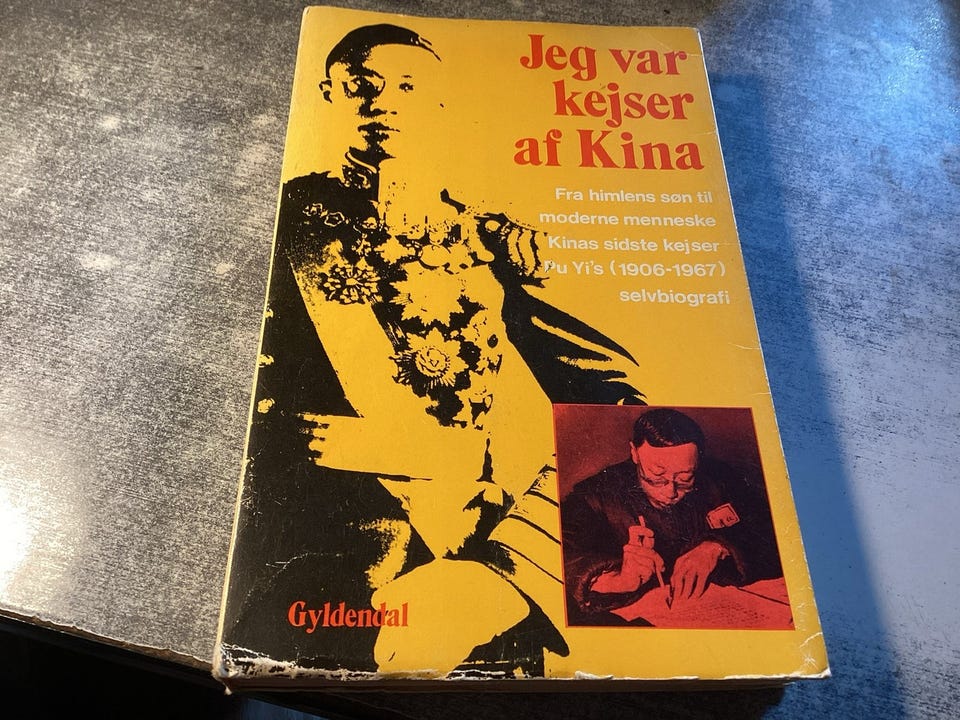 Jeg var
kejser
af Kina
Fra himlens søn til
moderne menneske
Kinas sidste kejser
Pu Yi's (1906-1967)
selvbiografi
Gyldendal